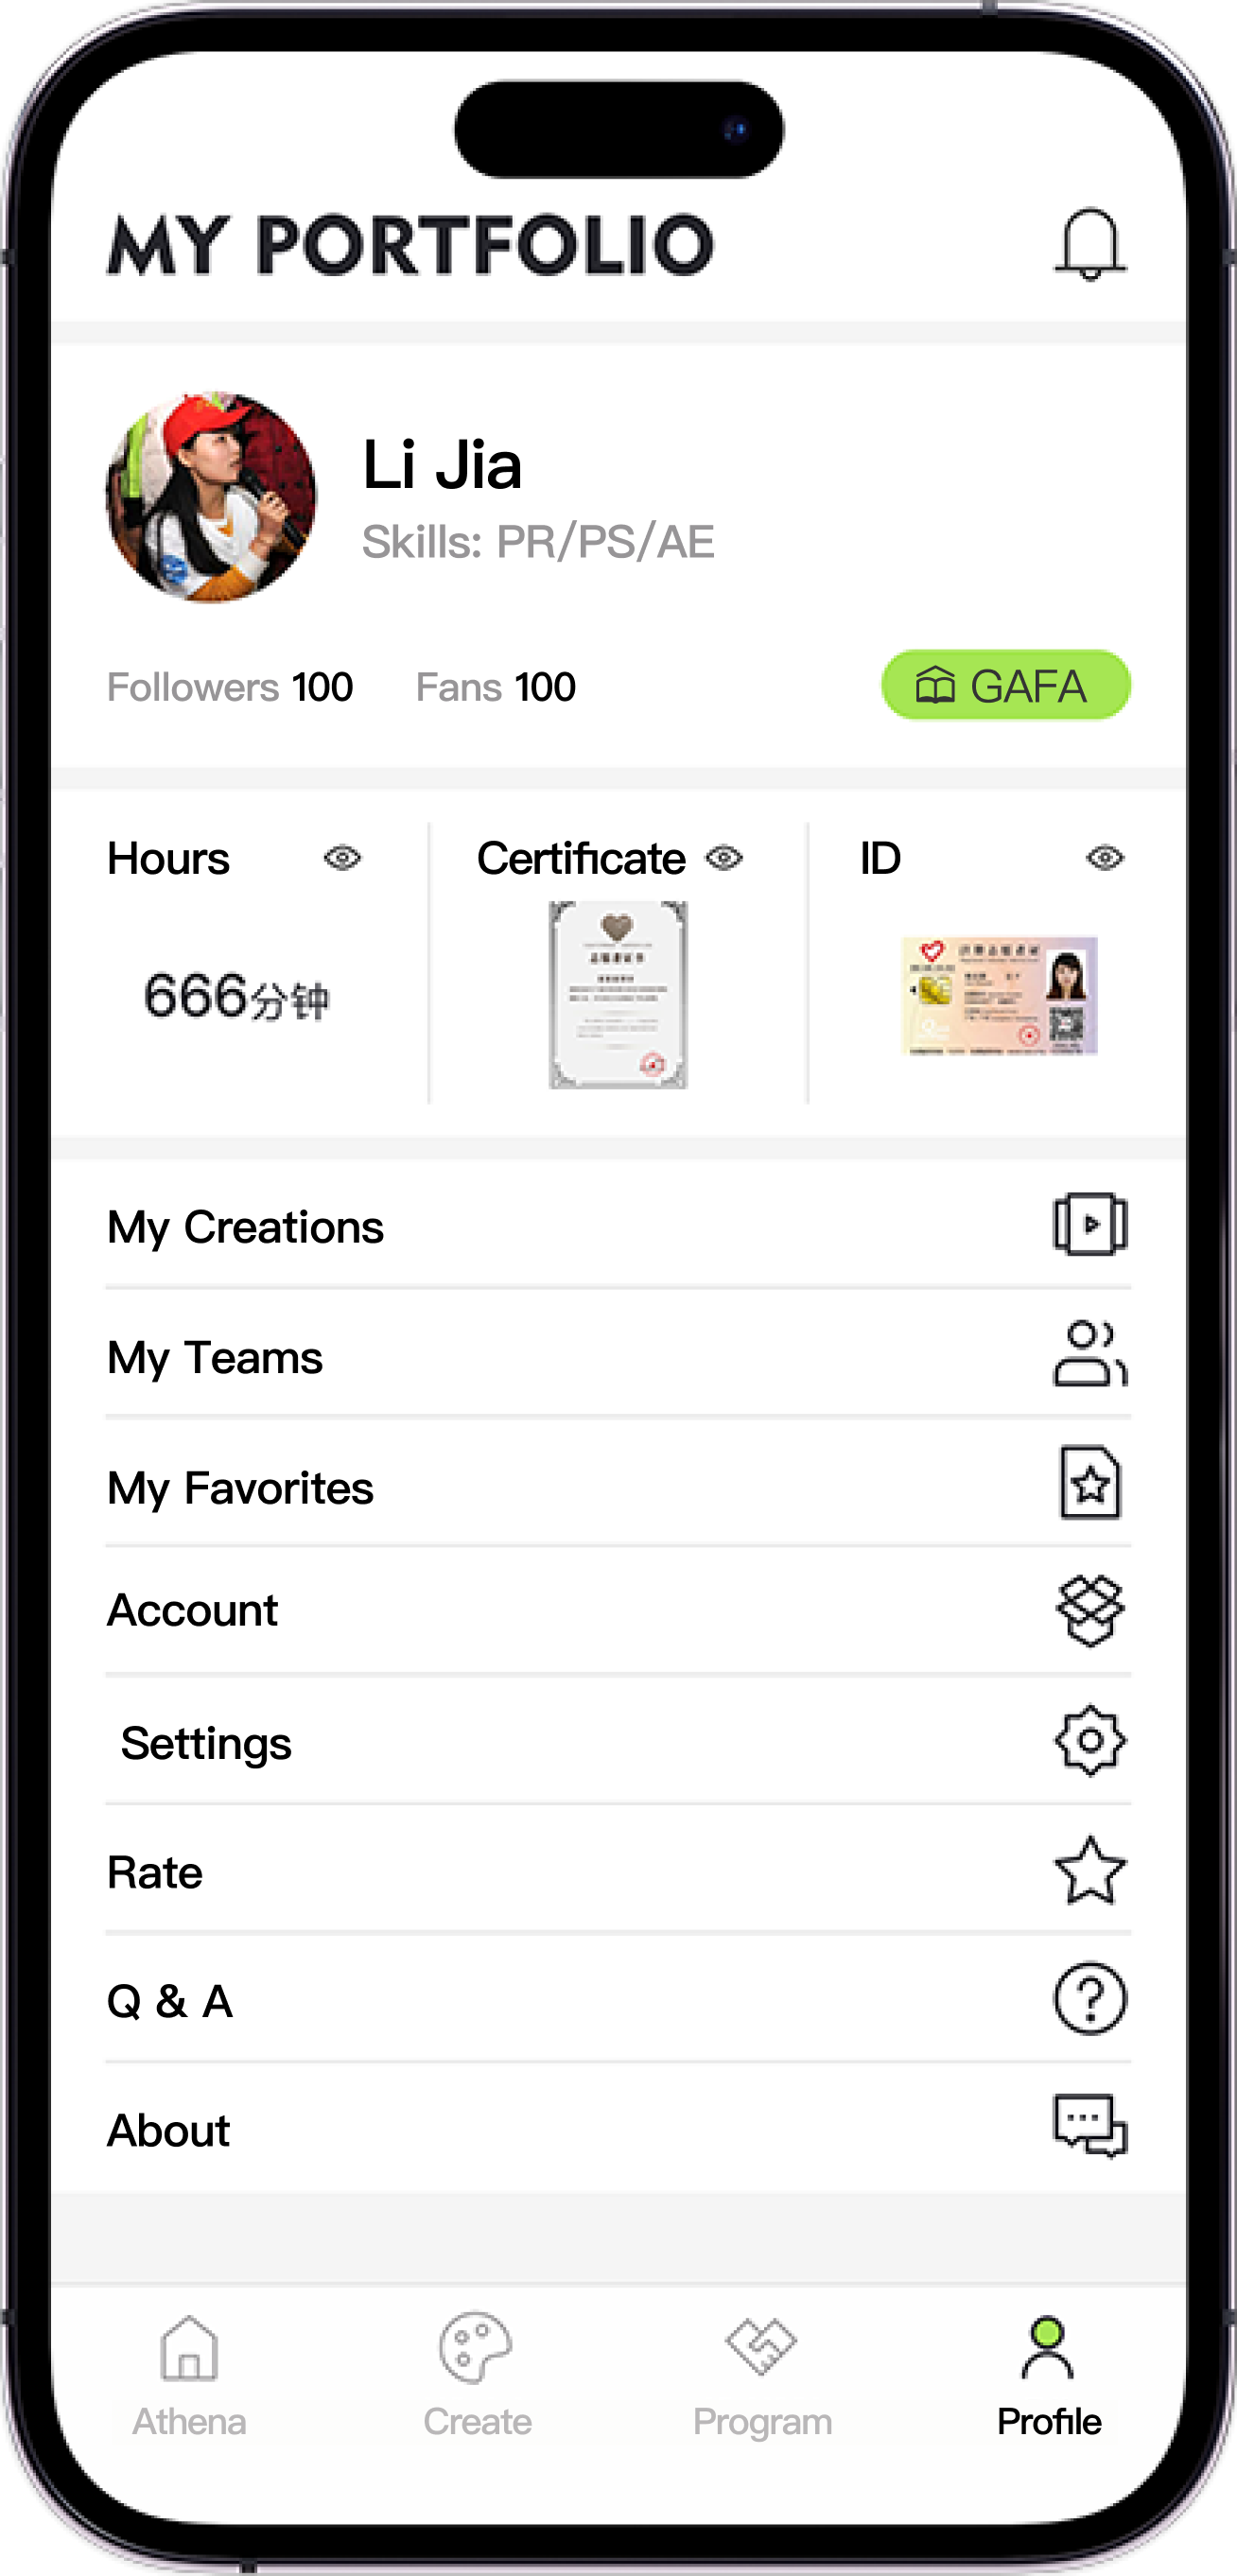 MY PORTFOLIO
Li Jia
Skills: PR/PS/AE
Followers 100
Fans 100
GAFA
Hours
Certificate
ID
666分钟
My Creations
My Teams
My Favorites
Account
Settings
Rate
Q & A
About
Athena
Create
Program
Profile